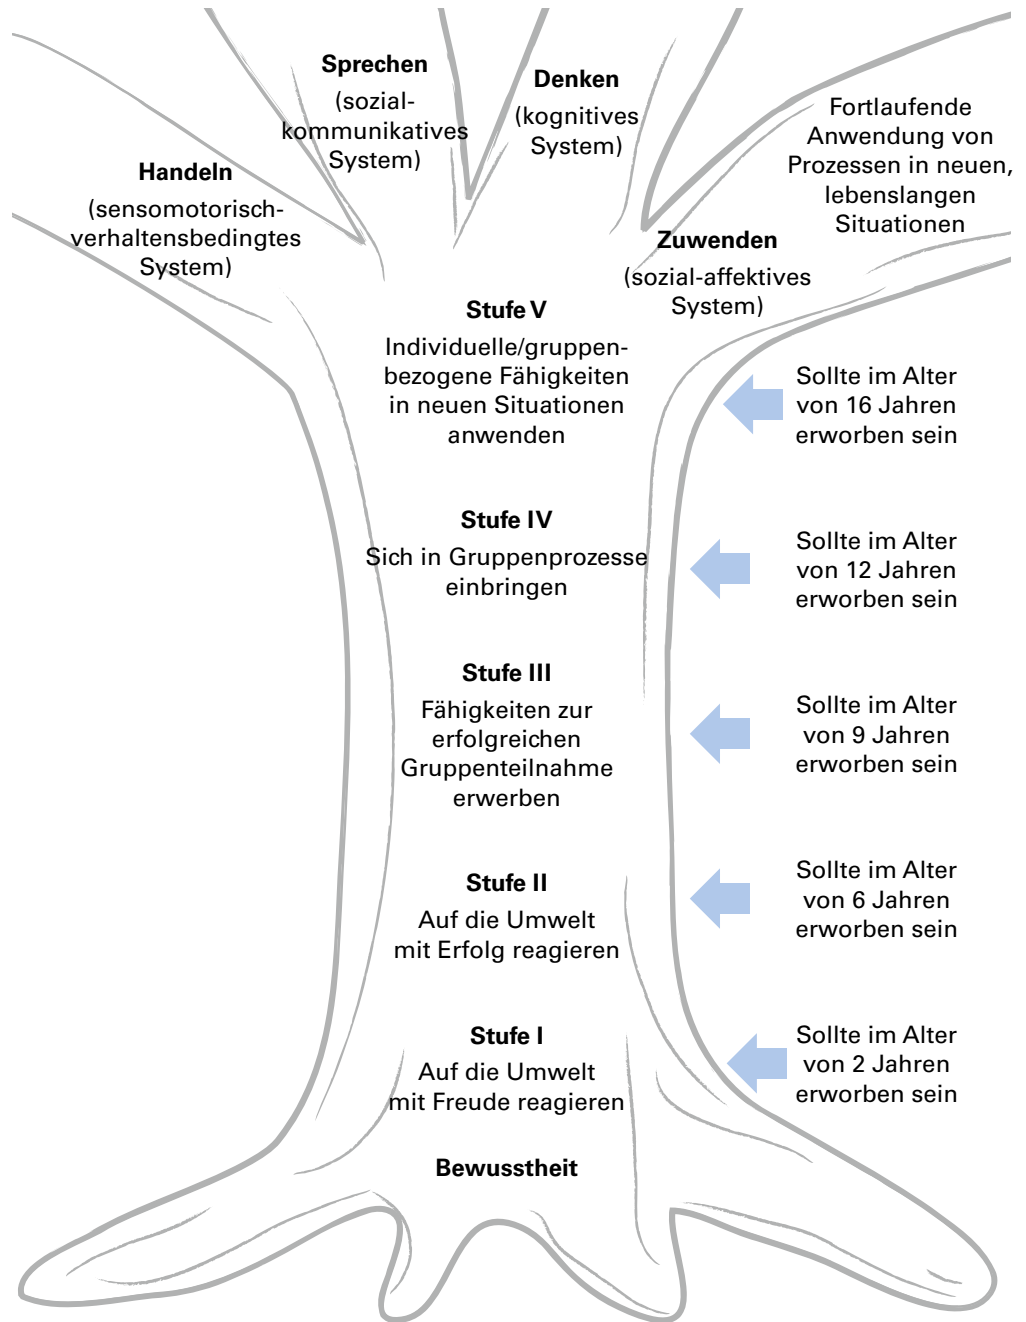 Sprechen
(sozial-
kommunikatives
System)
Denken
(kognitives
System)
Fortlaufende
Anwendung von
Prozessen in neuen,
lebenslangen
Situationen
Handeln
(sensomotorisch-
verhaltensbedingtes
System)
Zuwenden
(sozial-affektives
System)
Stufe V
Individuelle/gruppen-
bezogene Fähigkeiten
in neuen Situationen
anwenden
Sollte im Alter
von 16 Jahren
erworben sein
Stufe IV
Sich in Gruppenprozesse
einbringen
Sollte im Alter
von 12 Jahren
erworben sein
Stufe III
Fähigkeiten zur
erfolgreichen
Gruppenteilnahme
erwerben
Sollte im Alter
von 9 Jahren
erworben sein
Stufe II
Auf die Umwelt
mit Erfolg reagieren
Sollte im Alter
von 6 Jahren
erworben sein
Stufe I
Auf die Umwelt
mit Freude reagieren
Sollte im Alter
von 2 Jahren
erworben sein
Bewusstheit